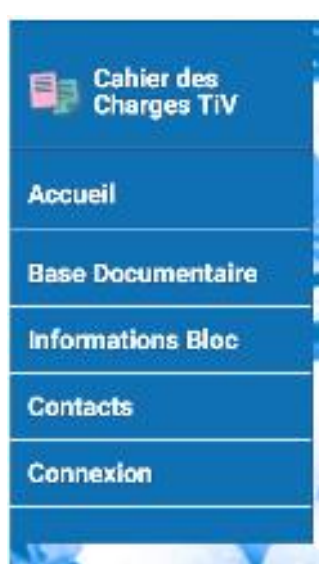 Cahier des
Charges TiV
Accueil
Base Documentaire
Informations Bloc
Contacts
Connexion